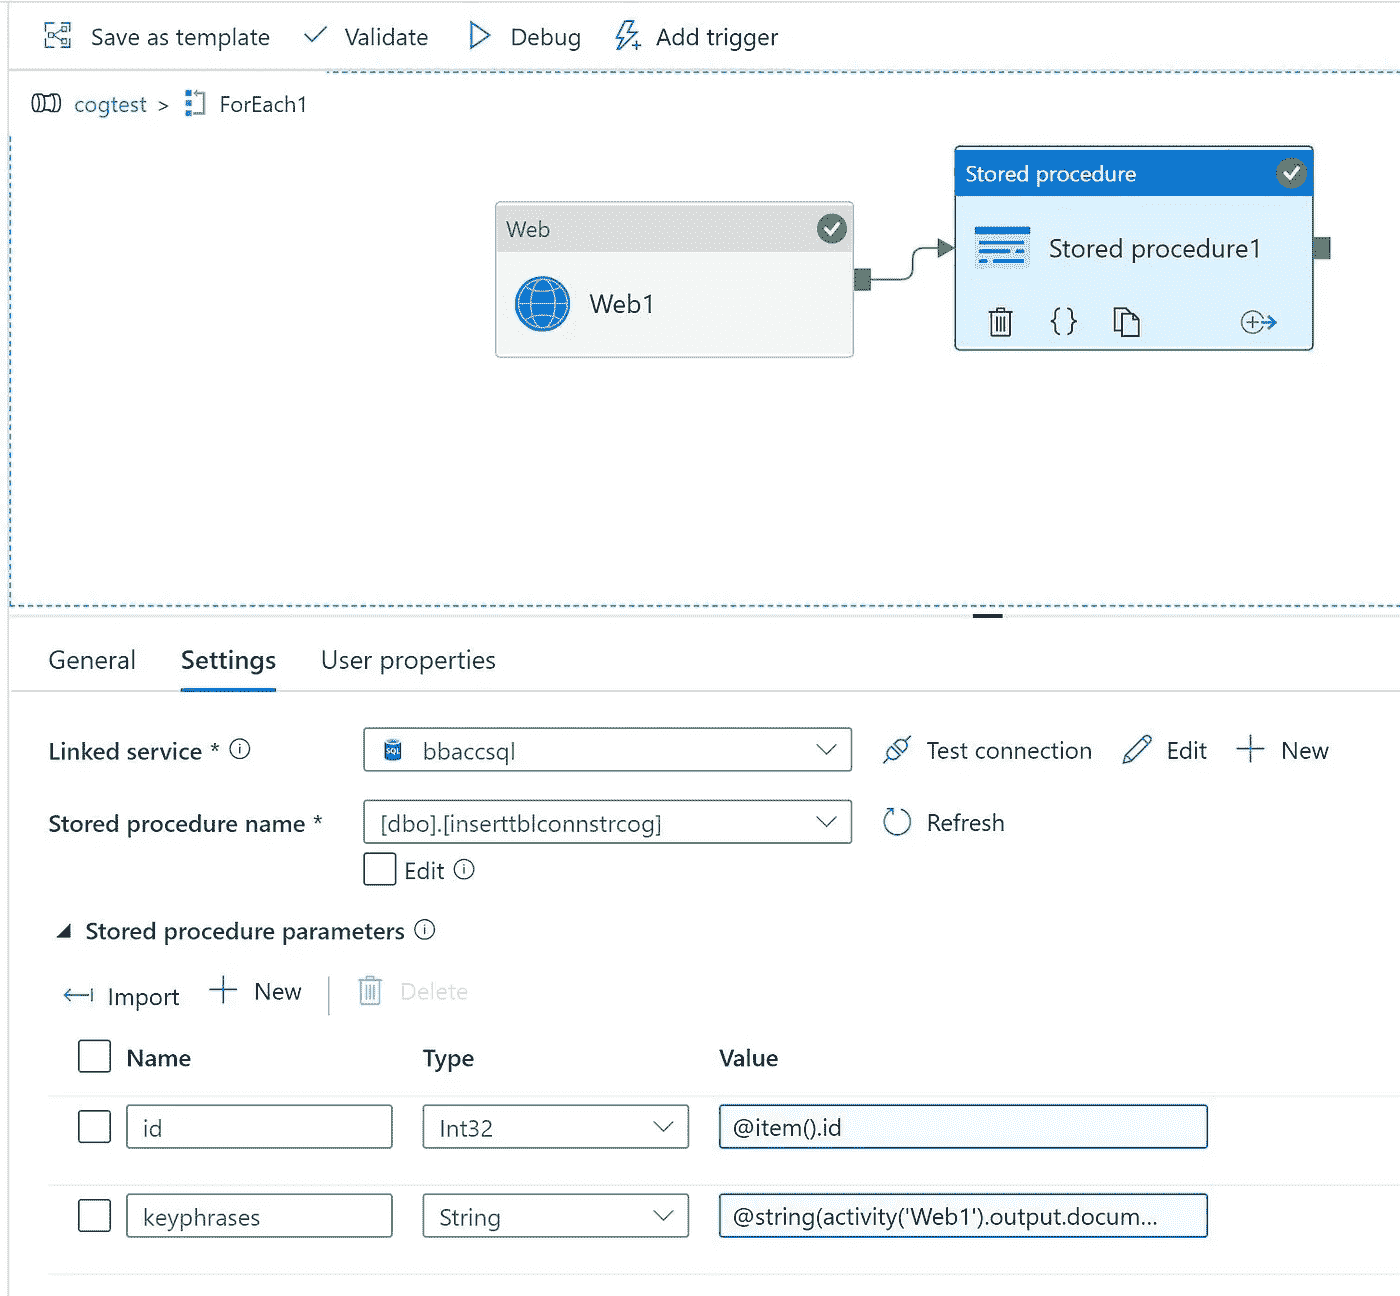 Save as template Validate Debug Add trigger
cogtest > ForEach1
Stored procedure
Web
Stored procedure1
Web1
{}
General Settings User properties
Linked service * SQL bbaccsql Test connection Edit New
Stored procedure name * [dbo].[inserttblconnstrcog] Refresh
Edit
Stored procedure parameters
Import New Delete
Name Type Value
id Int32 @item().id
keyphrases String @string(activity('Web1').output.docum...